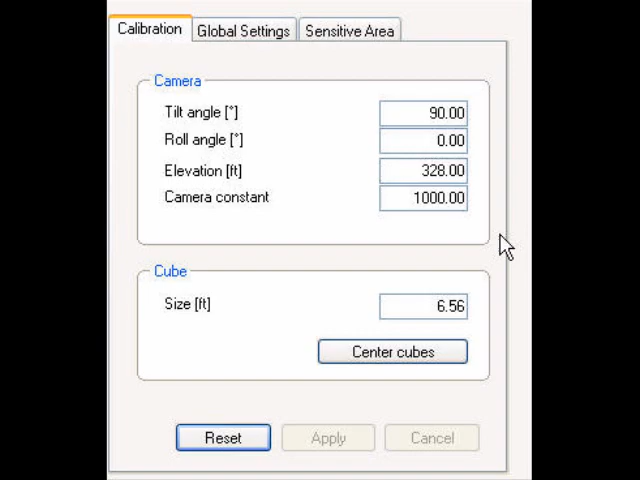 Calibration Global Settings Sensitive Area
Camera
Tilt angle [°] 90.00
Roll angle [°] 0.00
Elevation [ft] 328.00
Camera constant 1000.00
Cube
Size [ft] 6.56
Center cubes
Reset Apply Cancel